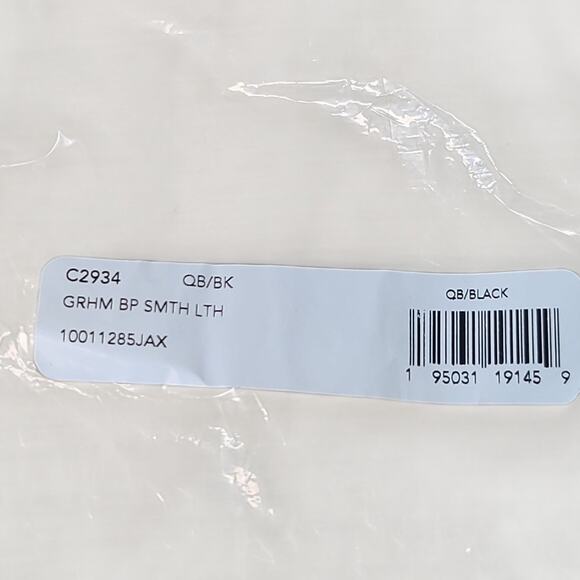 C2934 QB/BK
GRHM BP SMTH LTH
10011285JAX
QB/BLACK
1 95031 19145 9